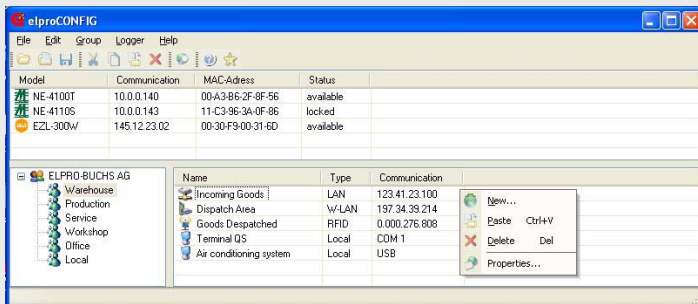 elproCONFIG
File Edit Group Logger Help
Model Communication MAC-Adress Status
NE-4100T 10.0.0.140 00-A3-B6-2F-8F-56 available
NE-4110S 10.0.0.143 11-C3-96-3A-0F-86 locked
EZL-300W 145.12.23.02 00-30-F9-00-31-6D available
ELPRO-BUCHS AG
Warehouse
Production
Service
Workshop
Office
Local
Name Type Communication
Incoming Goods LAN 123.41.23.100
Dispatch Area W-LAN 197.34.39.214
Goods Despatched RFID 0.000.276.808
Terminal QS Local COM 1
Air conditioning system Local USB
New...
Paste Ctrl+V
Delete Del
Properties...